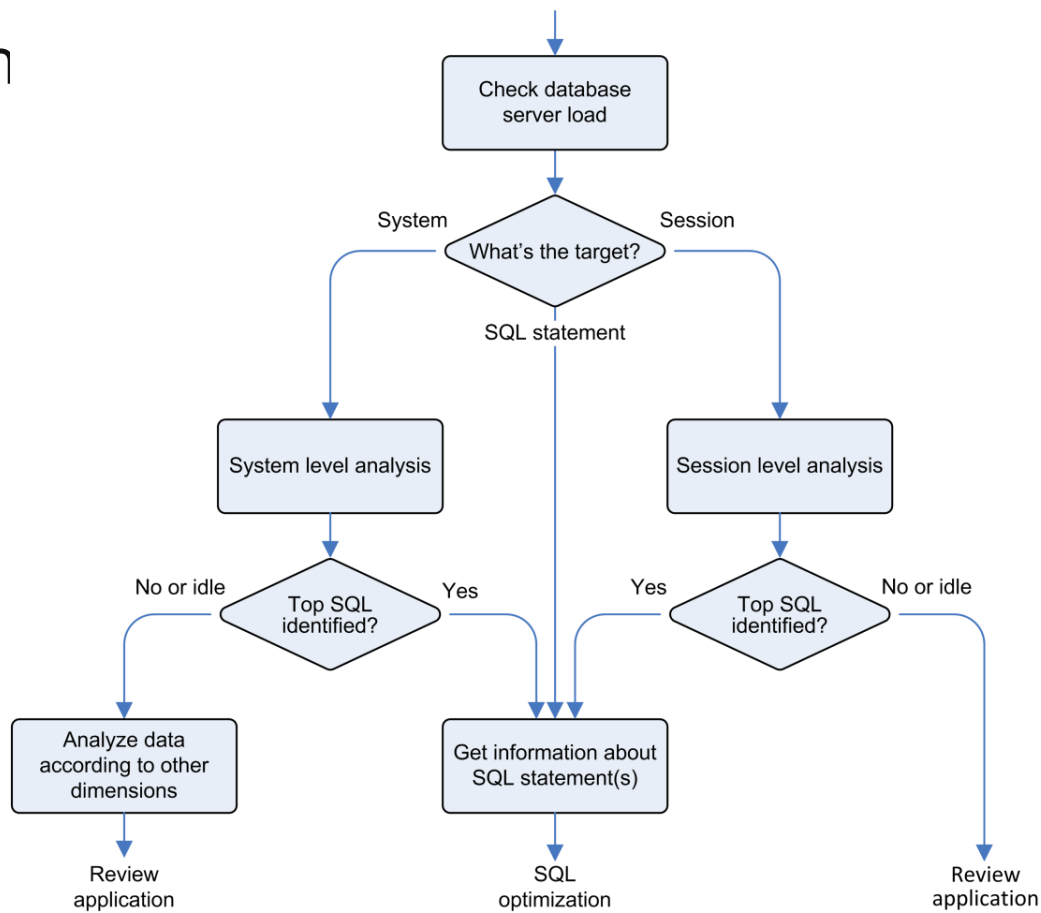 Check database
server load
System
Session
What's the target?
SQL statement
System level analysis
Session level analysis
No or idle
Yes
Yes
No or idle
Top SQL
identified?
Top SQL
identified?
Analyze data
according to other
dimensions
Get information about
SQL statement(s)
Review
application
SQL
optimization
Review
application